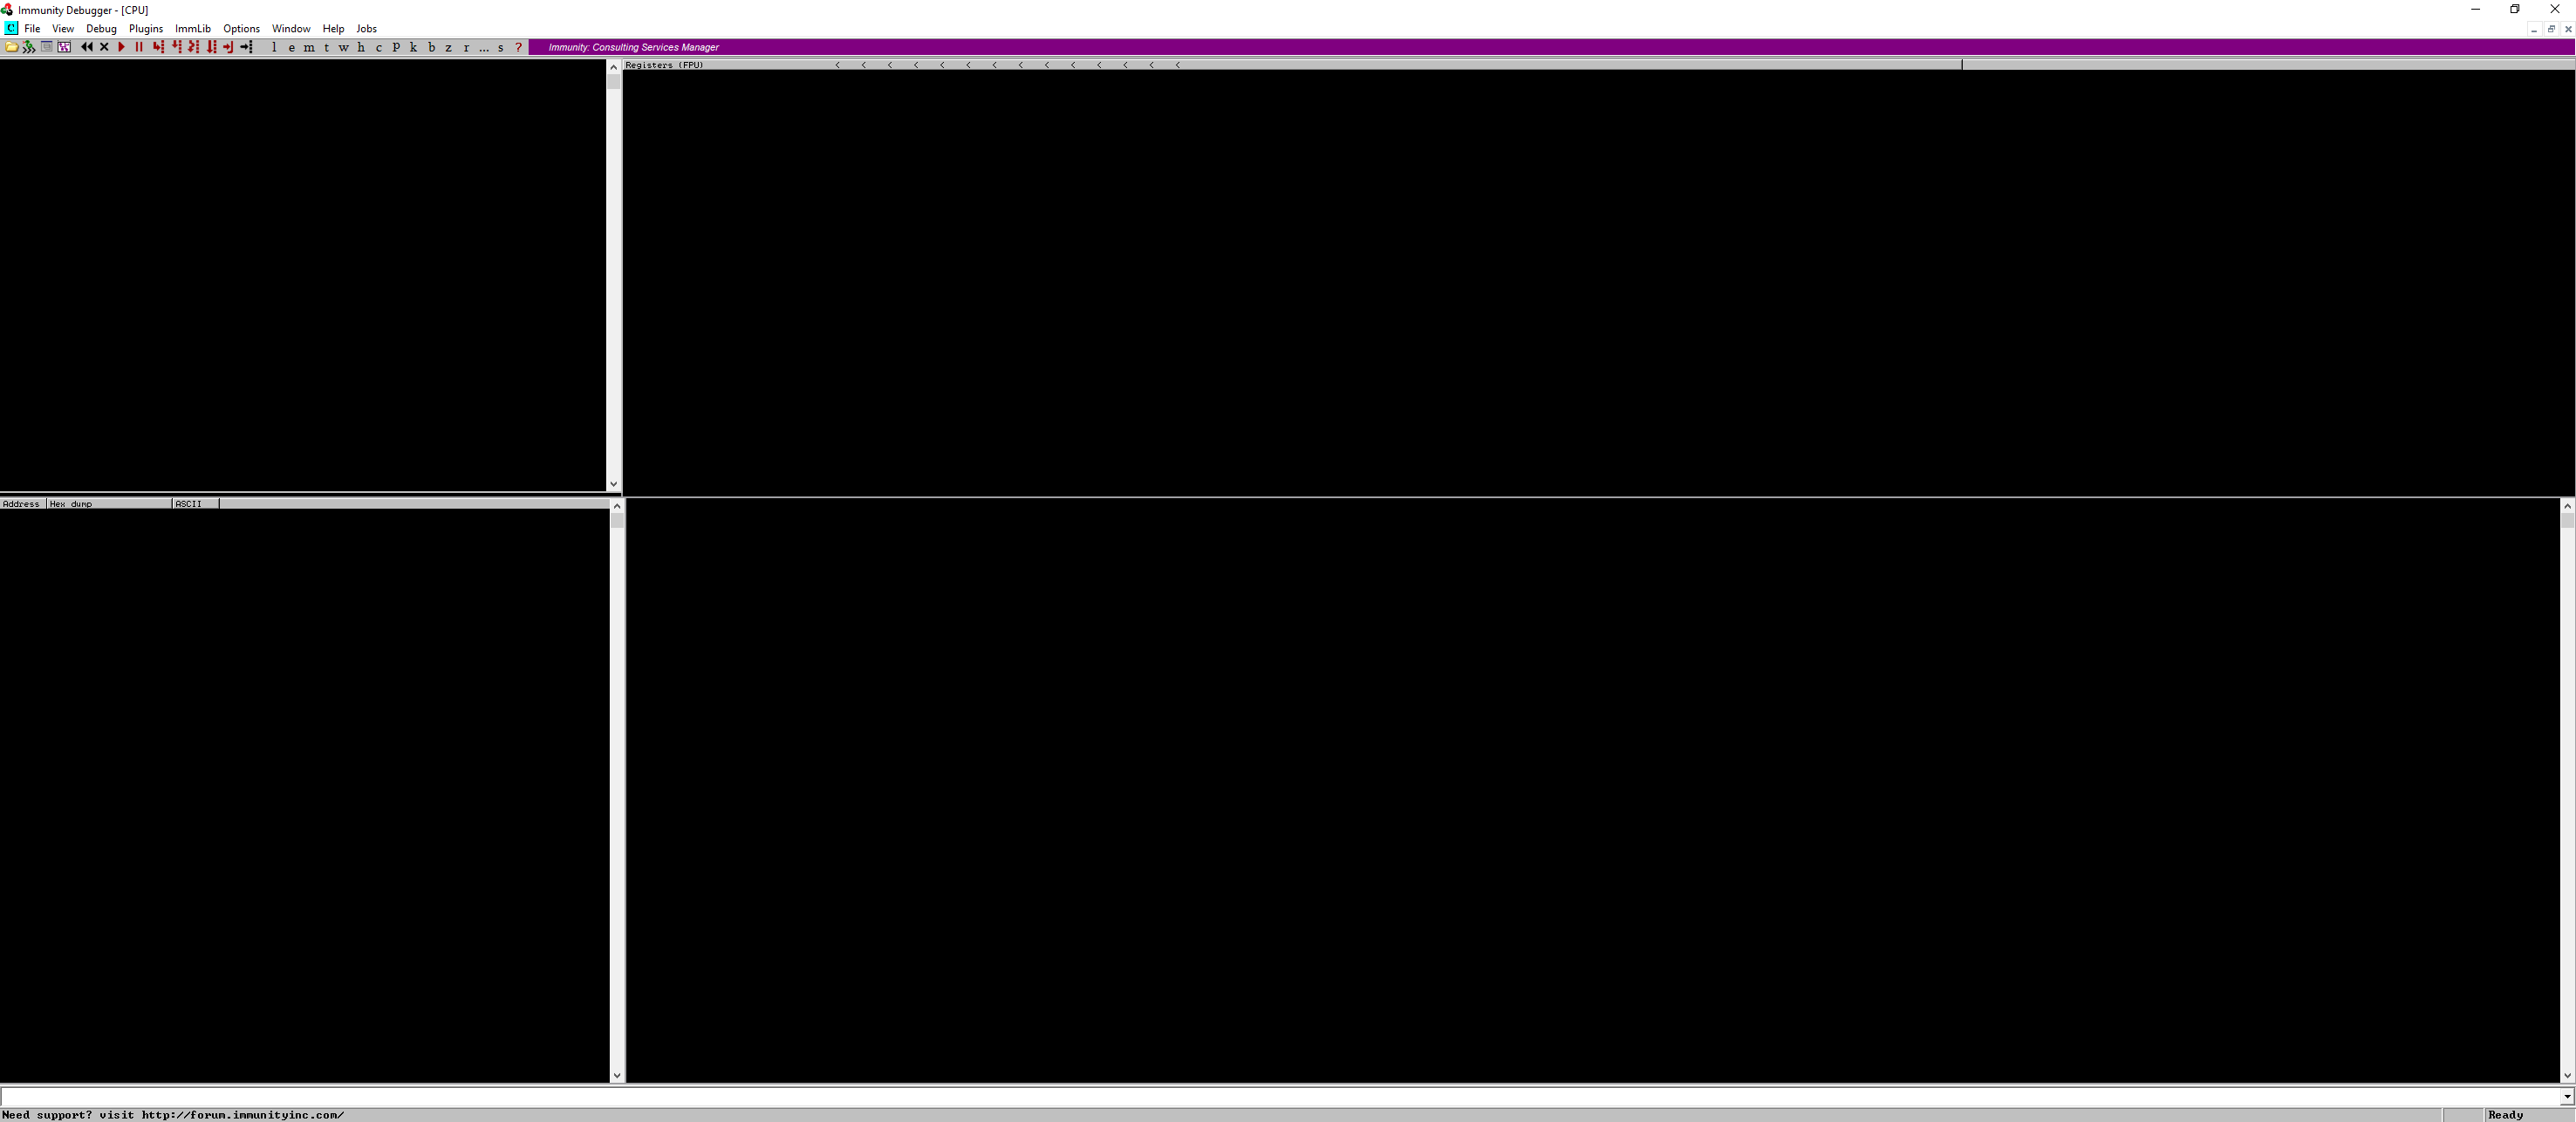 Immunity Debugger - [CPU]
C File View Debug Plugins ImmLib Options Window Help Jobs
l e m t w h c p k b z r ... s ? Immunity: Consulting Services Manager
Registers (FPU) < < < < < < < < < < < < < <
Address Hex dump ASCII
Need support? visit http://forum.immunityinc.com/ Ready